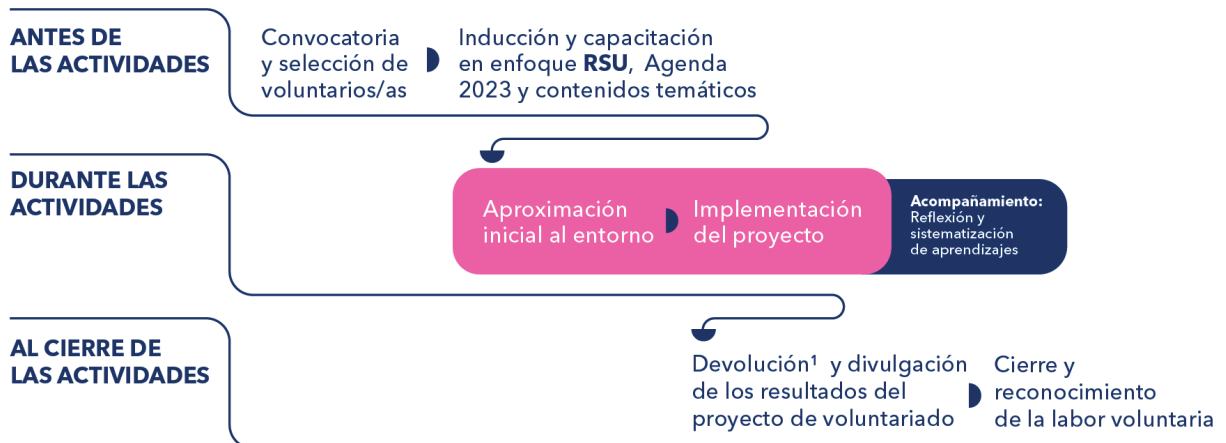 ANTES DE
LAS ACTIVIDADES
Convocatoria
y selección de
voluntarios/as
Inducción y capacitación
en enfoque RSU, Agenda
2023 y contenidos temáticos
DURANTE LAS
ACTIVIDADES
Aproximación
inicial al entorno
Implementación
del proyecto
Acompañamiento:
Reflexión y
sistematización
de aprendizajes
AL CIERRE DE
LAS ACTIVIDADES
Devolución¹ y divulgación
de los resultados del
proyecto de voluntariado
Cierre y
reconocimiento
de la labor voluntaria